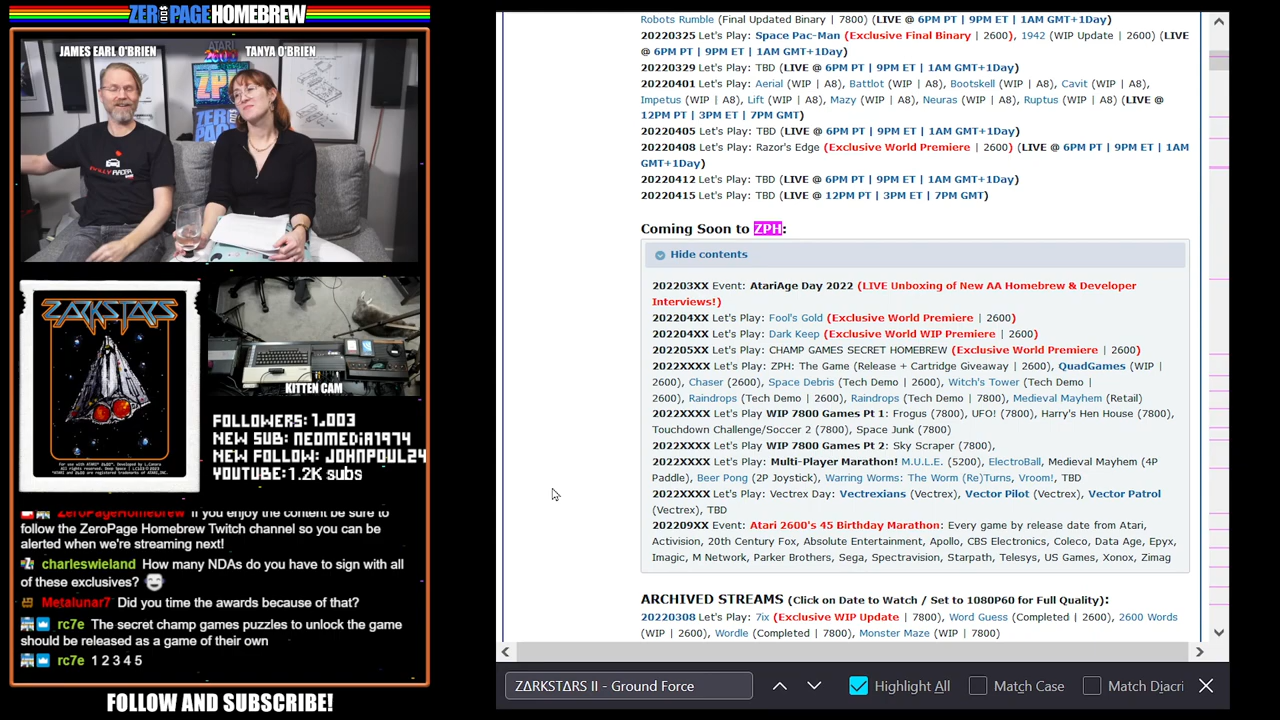 ZER PAGE HOMEBREW
JAMES EARL O'BRIEN
TANYA O'BRIEN
ATARI
ZPH
ROLLY RACER
ZΔRKSTΔRS
KITTEN CAM
FOLLOWERS: 1,003
NEW SUB: NEOMEDIA1974
NEW FOLLOW: JOHNPOUL24
YOUTUBE: 1.2K subs
ZeroPageHomebrew If you enjoy the content be sure to
follow the ZeroPage Homebrew Twitch channel so you can be
alerted when we're streaming next!
charleswieland How many NDAs do you have to sign with all
of these exclusives?
Metalunar7 Did you time the awards because of that?
rc7e The secret champ games puzzles to unlock the game
should be released as a game of their own
rc7e 1 2 3 4 5
FOLLOW AND SUBSCRIBE!
Robots Rumble (Final Updated Binary | 7800) (LIVE @ 6PM PT | 9PM ET | 1AM GMT+1Day)
20220325 Let's Play: Space Pac-Man (Exclusive Final Binary | 2600), 1942 (WIP Update | 2600) (LIVE
@ 6PM PT | 9PM ET | 1AM GMT+1Day)
20220329 Let's Play: TBD (LIVE @ 6PM PT | 9PM ET | 1AM GMT+1Day)
20220401 Let's Play: Aerial (WIP | A8), Battlot (WIP | A8), Bootskell (WIP | A8), Cavit (WIP | A8),
Impetus (WIP | A8), Lift (WIP | A8), Mazy (WIP | A8), Neuras (WIP | A8), Ruptus (WIP | A8) (LIVE @
12PM PT | 3PM ET | 7PM GMT)
20220405 Let's Play: TBD (LIVE @ 6PM PT | 9PM ET | 1AM GMT+1Day)
20220408 Let's Play: Razor's Edge (Exclusive World Premiere | 2600) (LIVE @ 6PM PT | 9PM ET | 1AM
GMT+1Day)
20220412 Let's Play: TBD (LIVE @ 6PM PT | 9PM ET | 1AM GMT+1Day)
20220415 Let's Play: TBD (LIVE @ 12PM PT | 3PM ET | 7PM GMT)
Coming Soon to ZPH:
Hide contents
202203XX Event: AtariAge Day 2022 (LIVE Unboxing of New AA Homebrew & Developer
Interviews!)
202204XX Let's Play: Fool's Gold (Exclusive World Premiere | 2600)
202204XX Let's Play: Dark Keep (Exclusive World WIP Premiere | 2600)
202205XX Let's Play: CHAMP GAMES SECRET HOMEBREW (Exclusive World Premiere | 2600)
2022XXXX Let's Play: ZPH: The Game (Release + Cartridge Giveaway | 2600), QuadGames (WIP |
2600), Chaser (2600), Space Debris (Tech Demo | 2600), Witch's Tower (Tech Demo |
2600), Raindrops (Tech Demo | 2600), Raindrops (Tech Demo | 7800), Medieval Mayhem (Retail)
2022XXXX Let's Play WIP 7800 Games Pt 1: Frogus (7800), UFO! (7800), Harry's Hen House (7800),
Touchdown Challenge/Soccer 2 (7800), Space Junk (7800)
2022XXXX Let's Play WIP 7800 Games Pt 2: Sky Scraper (7800),
2022XXXX Let's Play: Multi-Player Marathon! M.U.L.E. (5200), ElectroBall, Medieval Mayhem (4P
Paddle), Beer Pong (2P Joystick), Warring Worms: The Worm (Re)Turns, Vroom!, TBD
2022XXXX Let's Play: Vectrex Day: Vectrexians (Vectrex), Vector Pilot (Vectrex), Vector Patrol
(Vectrex), TBD
202209XX Event: Atari 2600's 45 Birthday Marathon: Every game by release date from Atari,
Activision, 20th Century Fox, Absolute Entertainment, Apollo, CBS Electronics, Coleco, Data Age, Epyx,
Imagic, M Network, Parker Brothers, Sega, Spectravision, Starpath, Telesys, US Games, Xonox, Zimag
ARCHIVED STREAMS (Click on Date to Watch / Set to 1080P60 for Full Quality):
20220308 Let's Play: 7ix (Exclusive WIP Update | 7800), Word Guess (Completed | 2600), 2600 Words
(WIP | 2600), Wordle (Completed | 7800), Monster Maze (WIP | 7800)
ZΔRKSTΔRS II - Ground Force
Highlight All
Match Case
Match Diacri